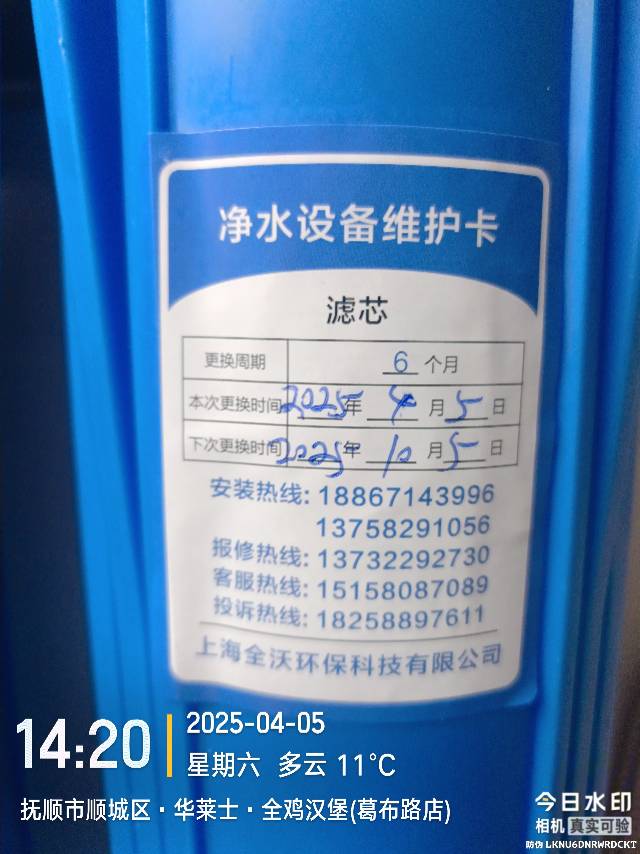 净水设备维护卡
滤芯
更换周期 6 个月
本次更换时间 2025 年 4 月 5 日
下次更换时间 2025 年 10 月 5 日
安装热线: 18867143996
13758291056
报修热线: 13732292730
客服热线: 15158087089
投诉热线: 18258897611
上海全沃环保科技有限公司
14:20
2025-04-05
星期六 多云 11°C
抚顺市顺城区·华莱士·全鸡汉堡(葛布路店)
今日水印
相机 真实可验
防伪 LKNU6DNRWRDCKT